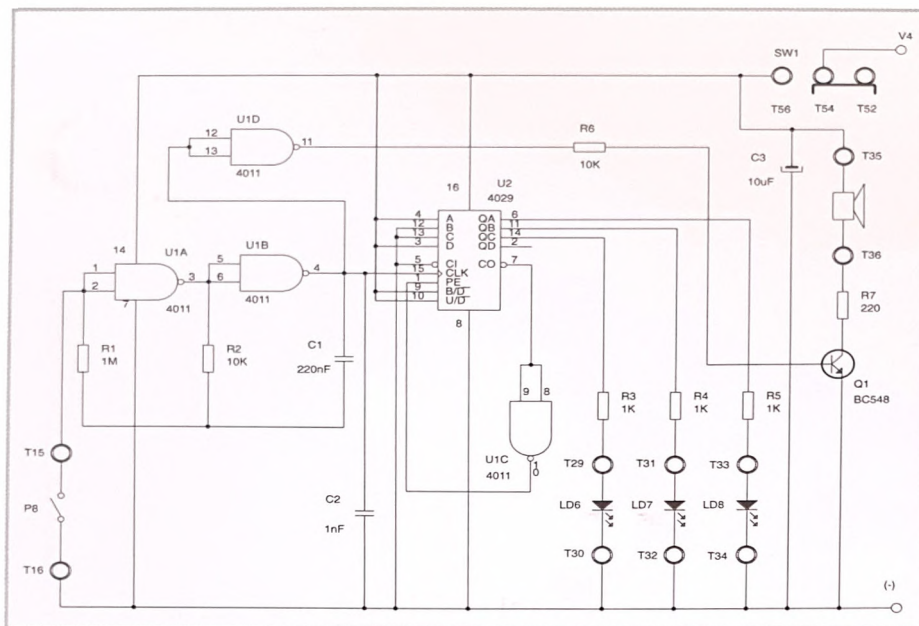 V4
SW1
T56 T54 T52
U1D
12
13
11
4011
R6
10K
C3
10uF
T35
16
U2
4029
4 A QA 6
12 B QB 11
13 C QC 14
3 D QD 2
5 CI CO 7
15 CLK
1 PE
9 B/D
10 U/D
8
14
U1A
1
2
3
7
4011
U1B
5
6
4
4011
T36
R7
220
Q1
BC548
R1
1M
R2
10K
C1
220nF
9 8
U1C
4011
10
R3
1K
R4
1K
R5
1K
T15
P8
T16
C2
1nF
T29 T31 T33
LD6 LD7 LD8
T30 T32 T34
(-)